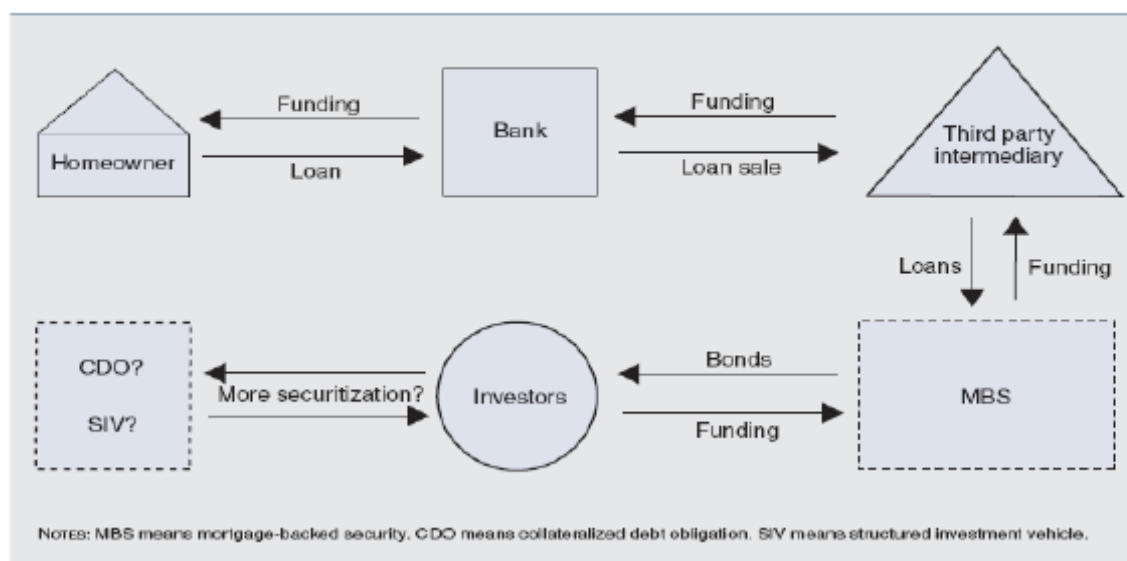 Funding
Homeowner
Loan
Bank
Funding
Loan sale
Third party
intermediary
Loans
Funding
CDO?
SIV?
More securitization?
Investors
Bonds
Funding
MBS
NOTES: MBS means mortgage-backed security. CDO means collateralized debt obligation. SIV means structured investment vehicle.